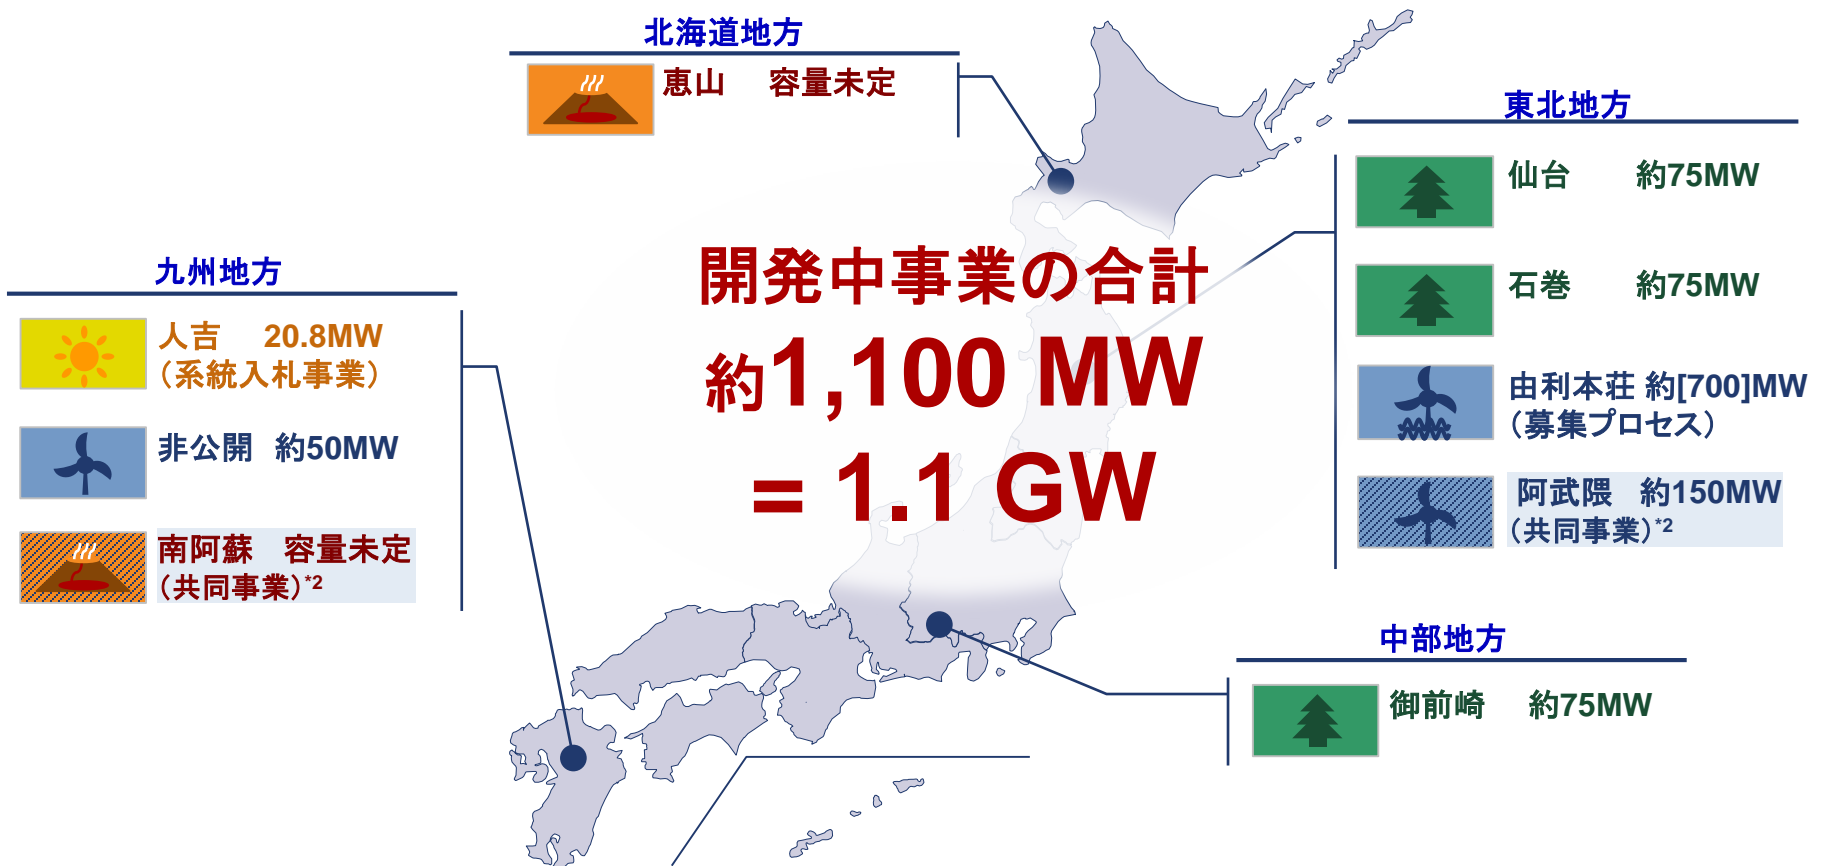 北海道地方
恵山　容量未定
東北地方
仙台　約75MW
石巻　約75MW
由利本荘 約[700]MW
（募集プロセス）
阿武隈　約150MW
（共同事業）*2
九州地方
人吉　20.8MW
（系統入札事業）
非公開　約50MW
南阿蘇　容量未定
（共同事業）*2
開発中事業の合計
約1,100 MW
= 1.1 GW
中部地方
御前崎　約75MW